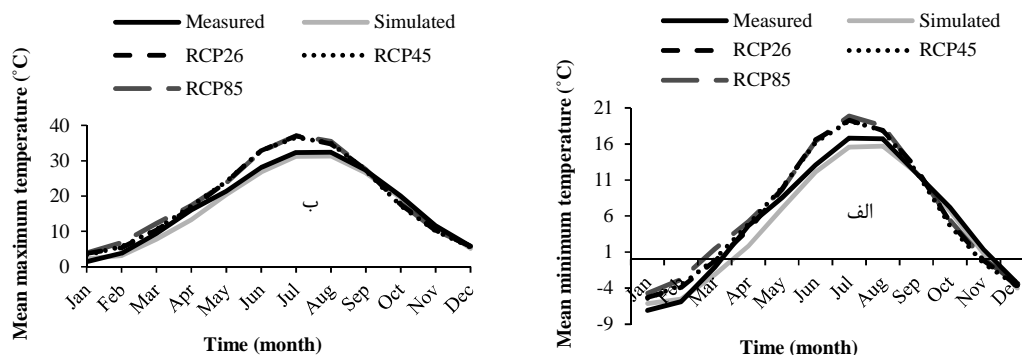 Measured
Simulated
RCP26
RCP45
RCP85
Mean maximum temperature (˚C)
40
30
20
10
0
ب
Jan
Feb
Mar
Apr
May
Jun
Jul
Aug
Sep
Oct
Nov
Dec
Time (month)
Measured
Simulated
RCP26
RCP45
RCP85
Mean minimum temperature (˚C)
21
16
11
6
1
-4
-9
الف
Jan
Feb
Mar
Apr
May
Jun
Jul
Aug
Sep
Oct
Nov
Dec
Time (month)